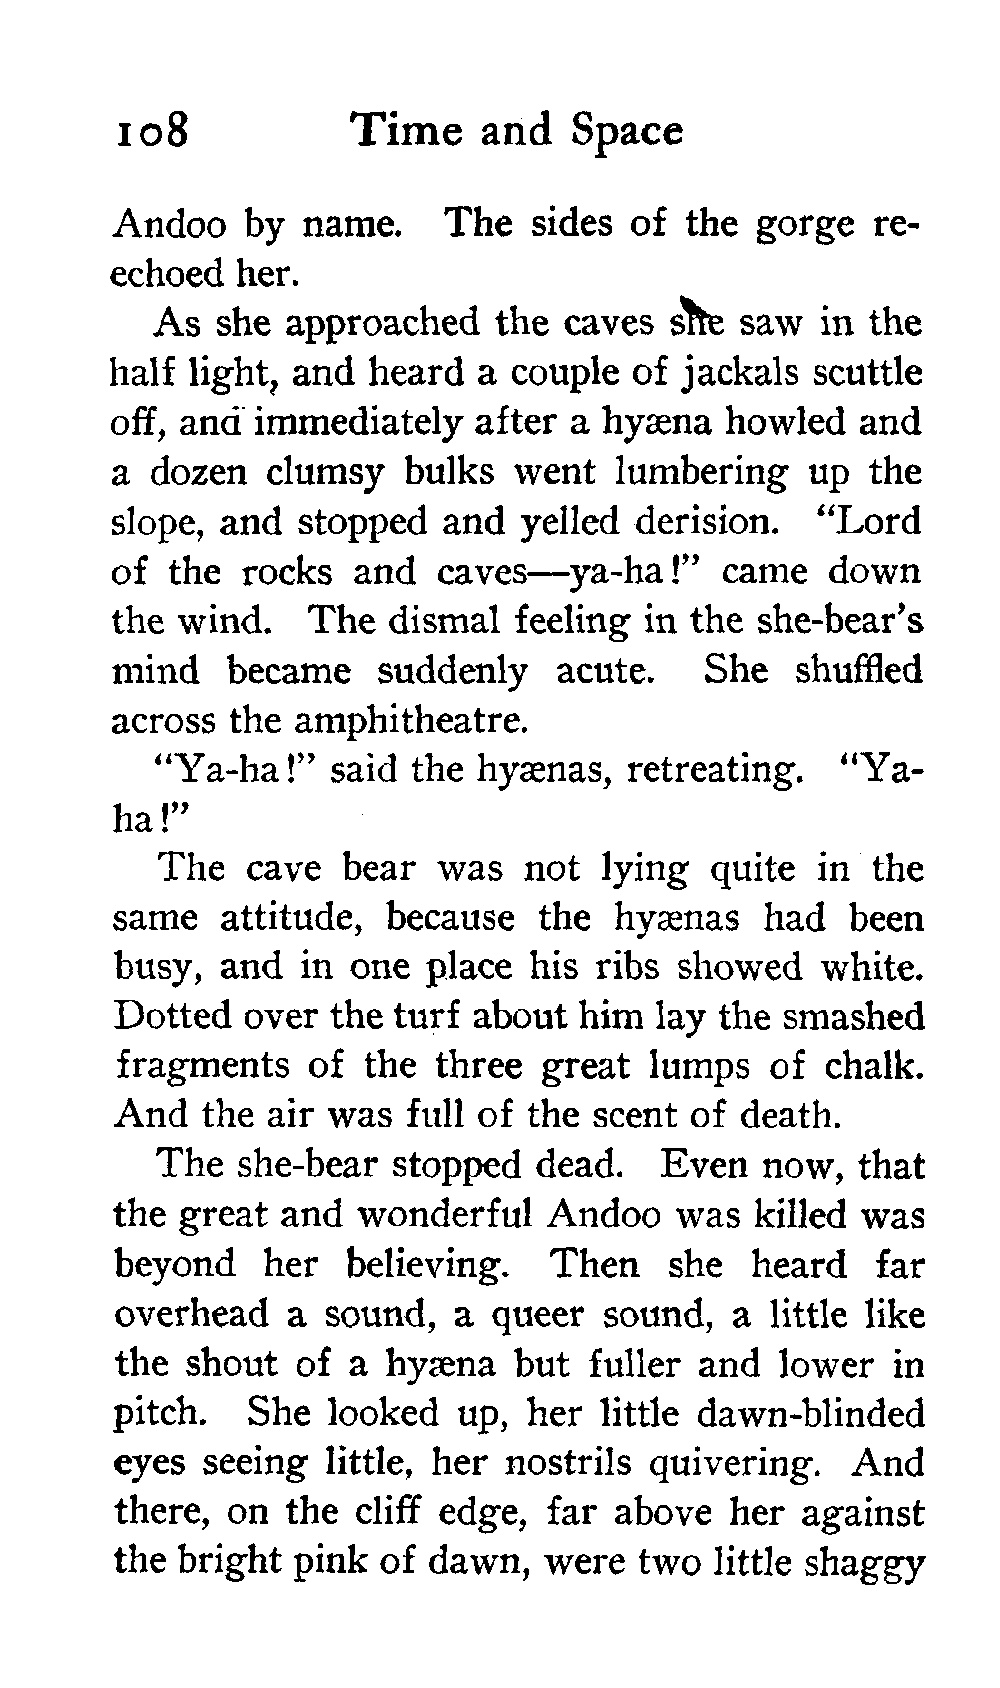 108 Time and Space
Andoo by name. The sides of the gorge re-
echoed her.
As she approached the caves she saw in the
half light, and heard a couple of jackals scuttle
off, and immediately after a hyæna howled and
a dozen clumsy bulks went lumbering up the
slope, and stopped and yelled derision. “Lord
of the rocks and caves—ya-ha!” came down
the wind. The dismal feeling in the she-bear’s
mind became suddenly acute. She shuffled
across the amphitheatre.
“Ya-ha!” said the hyænas, retreating. “Ya-
ha!”
The cave bear was not lying quite in the
same attitude, because the hyænas had been
busy, and in one place his ribs showed white.
Dotted over the turf about him lay the smashed
fragments of the three great lumps of chalk.
And the air was full of the scent of death.
The she-bear stopped dead. Even now, that
the great and wonderful Andoo was killed was
beyond her believing. Then she heard far
overhead a sound, a queer sound, a little like
the shout of a hyæna but fuller and lower in
pitch. She looked up, her little dawn-blinded
eyes seeing little, her nostrils quivering. And
there, on the cliff edge, far above her against
the bright pink of dawn, were two little shaggy